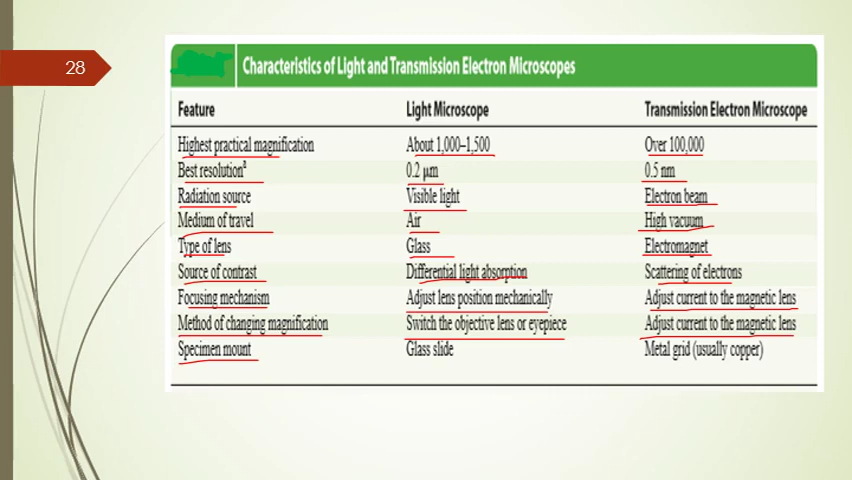 28
Characteristics of Light and Transmission Electron Microscopes
Feature Light Microscope Transmission Electron Microscope
Highest practical magnification About 1,000–1,500 Over 100,000
Best resolutionª 0.2 μm 0.5 nm
Radiation source Visible light Electron beam
Medium of travel Air High vacuum
Type of lens Glass Electromagnet
Source of contrast Differential light absorption Scattering of electrons
Focusing mechanism Adjust lens position mechanically Adjust current to the magnetic lens
Method of changing magnification Switch the objective lens or eyepiece Adjust current to the magnetic lens
Specimen mount Glass slide Metal grid (usually copper)